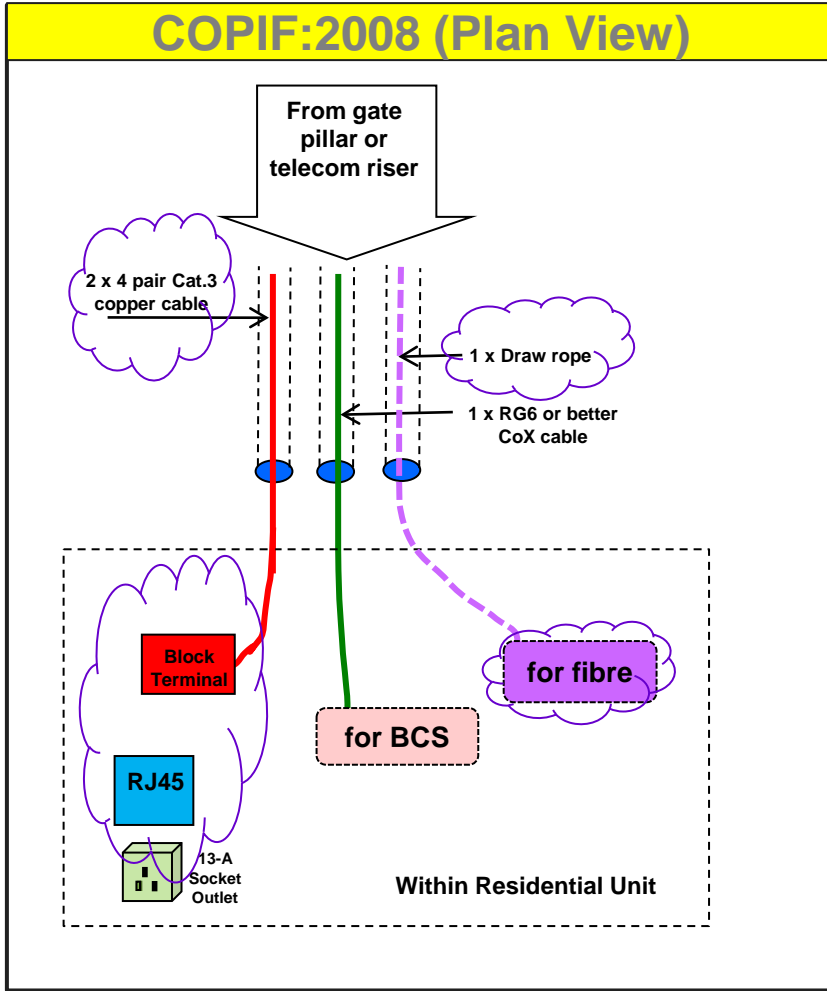 COPIF:2008 (Plan View)
From gate
pillar or
telecom riser
2 x 4 pair Cat.3
copper cable
1 x Draw rope
1 x RG6 or better
CoX cable
Block
Terminal
for fibre
for BCS
RJ45
13-A
Socket
Outlet
Within Residential Unit